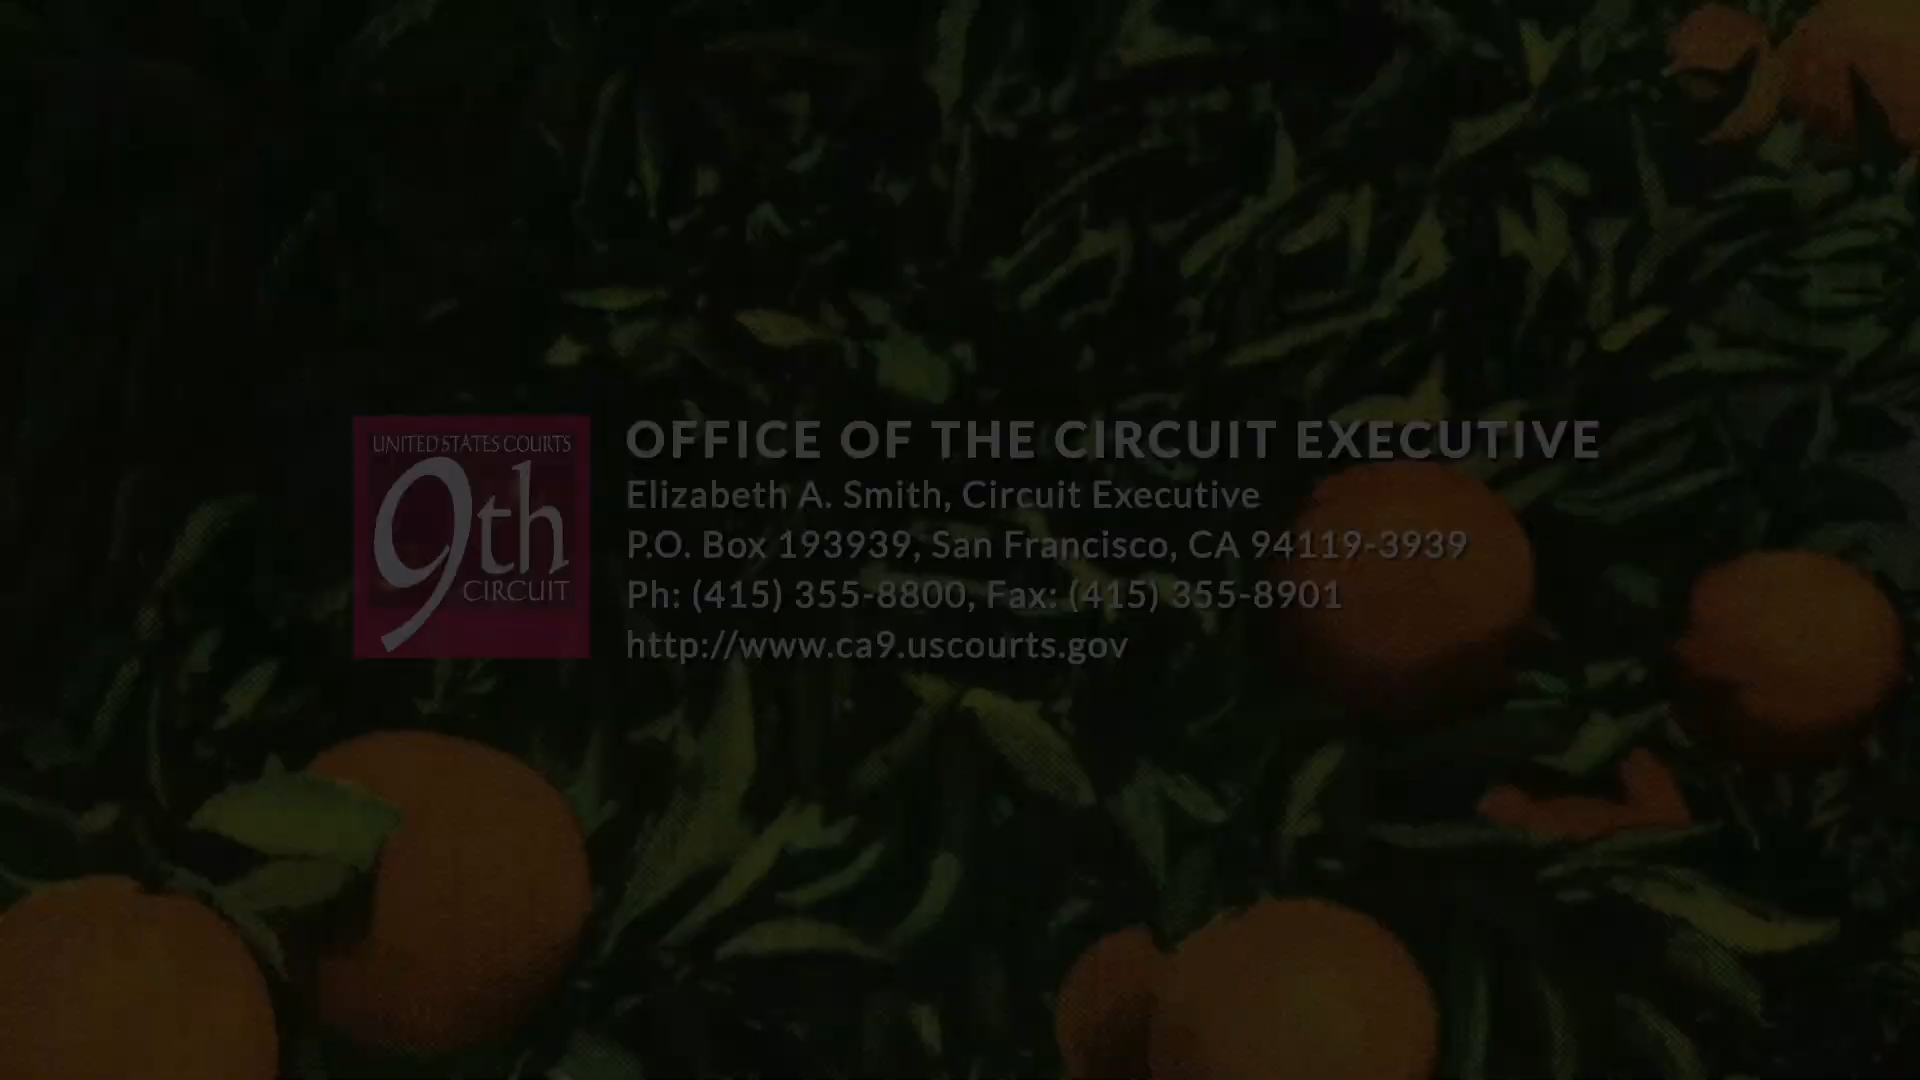 UNITED STATES COURTS
9th
CIRCUIT
OFFICE OF THE CIRCUIT EXECUTIVE
Elizabeth A. Smith, Circuit Executive
P.O. Box 193939, San Francisco, CA 94119-3939
Ph: (415) 355-8800, Fax: (415) 355-8901
http://www.ca9.uscourts.gov